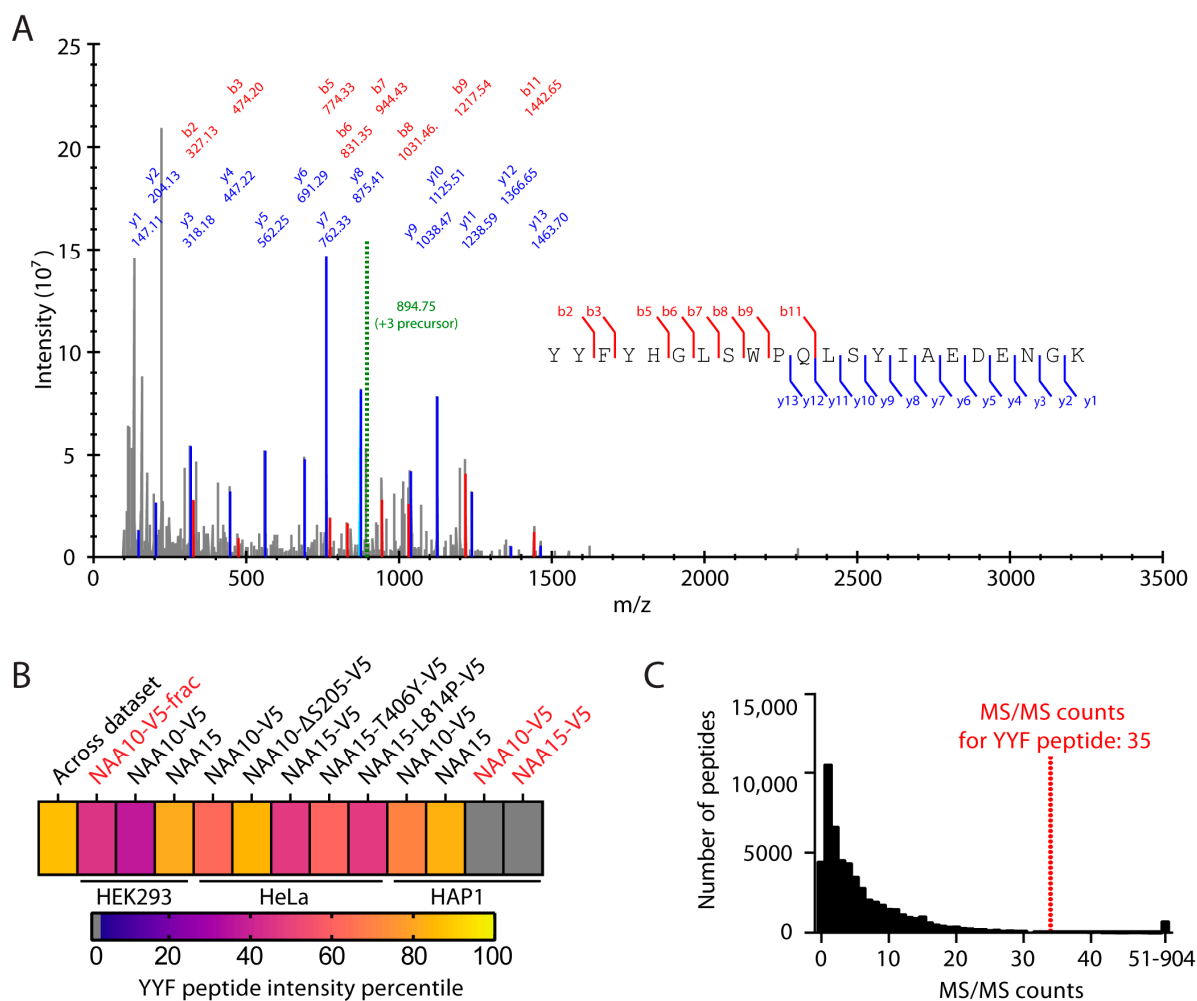 A
25
20
15
10
5
0
Intensity (10⁷)
b3
474.20
b5
774.33
b7
944.43
b9
1217.54
b11
1442.65
b2
327.13
b6
831.35
b8
1031.46.
y2
204.13
y4
447.22
y6
691.29
y8
875.41
y10
1125.51
y12
1366.65
y1
147.11
y3
318.18
y5
562.25
y7
762.33
y9
1038.47
y11
1238.59
y13
1463.70
894.75
(+3 precursor)
b2 b3 b5 b6 b7 b8 b9 b11
Y Y F Y H G L S W P Q L S Y I A E D E N G K
y13 y12 y11 y10 y9 y8 y7 y6 y5 y4 y3 y2 y1
0 500 1000 1500 2000 2500 3000 3500
m/z
B
Across dataset
NAA10-V5-frac
NAA10-V5
NAA15
NAA10-V5
NAA10-ΔS205-V5
NAA15-V5
NAA15-T406Y-V5
NAA15-L814P-V5
NAA10-V5
NAA15
NAA10-V5
NAA15-V5
HEK293 HeLa HAP1
0 20 40 60 80 100
YYF peptide intensity percentile
C
15,000
10,000
5000
0
Number of peptides
MS/MS counts
for YYF peptide: 35
0 10 20 30 40 51-904
MS/MS counts